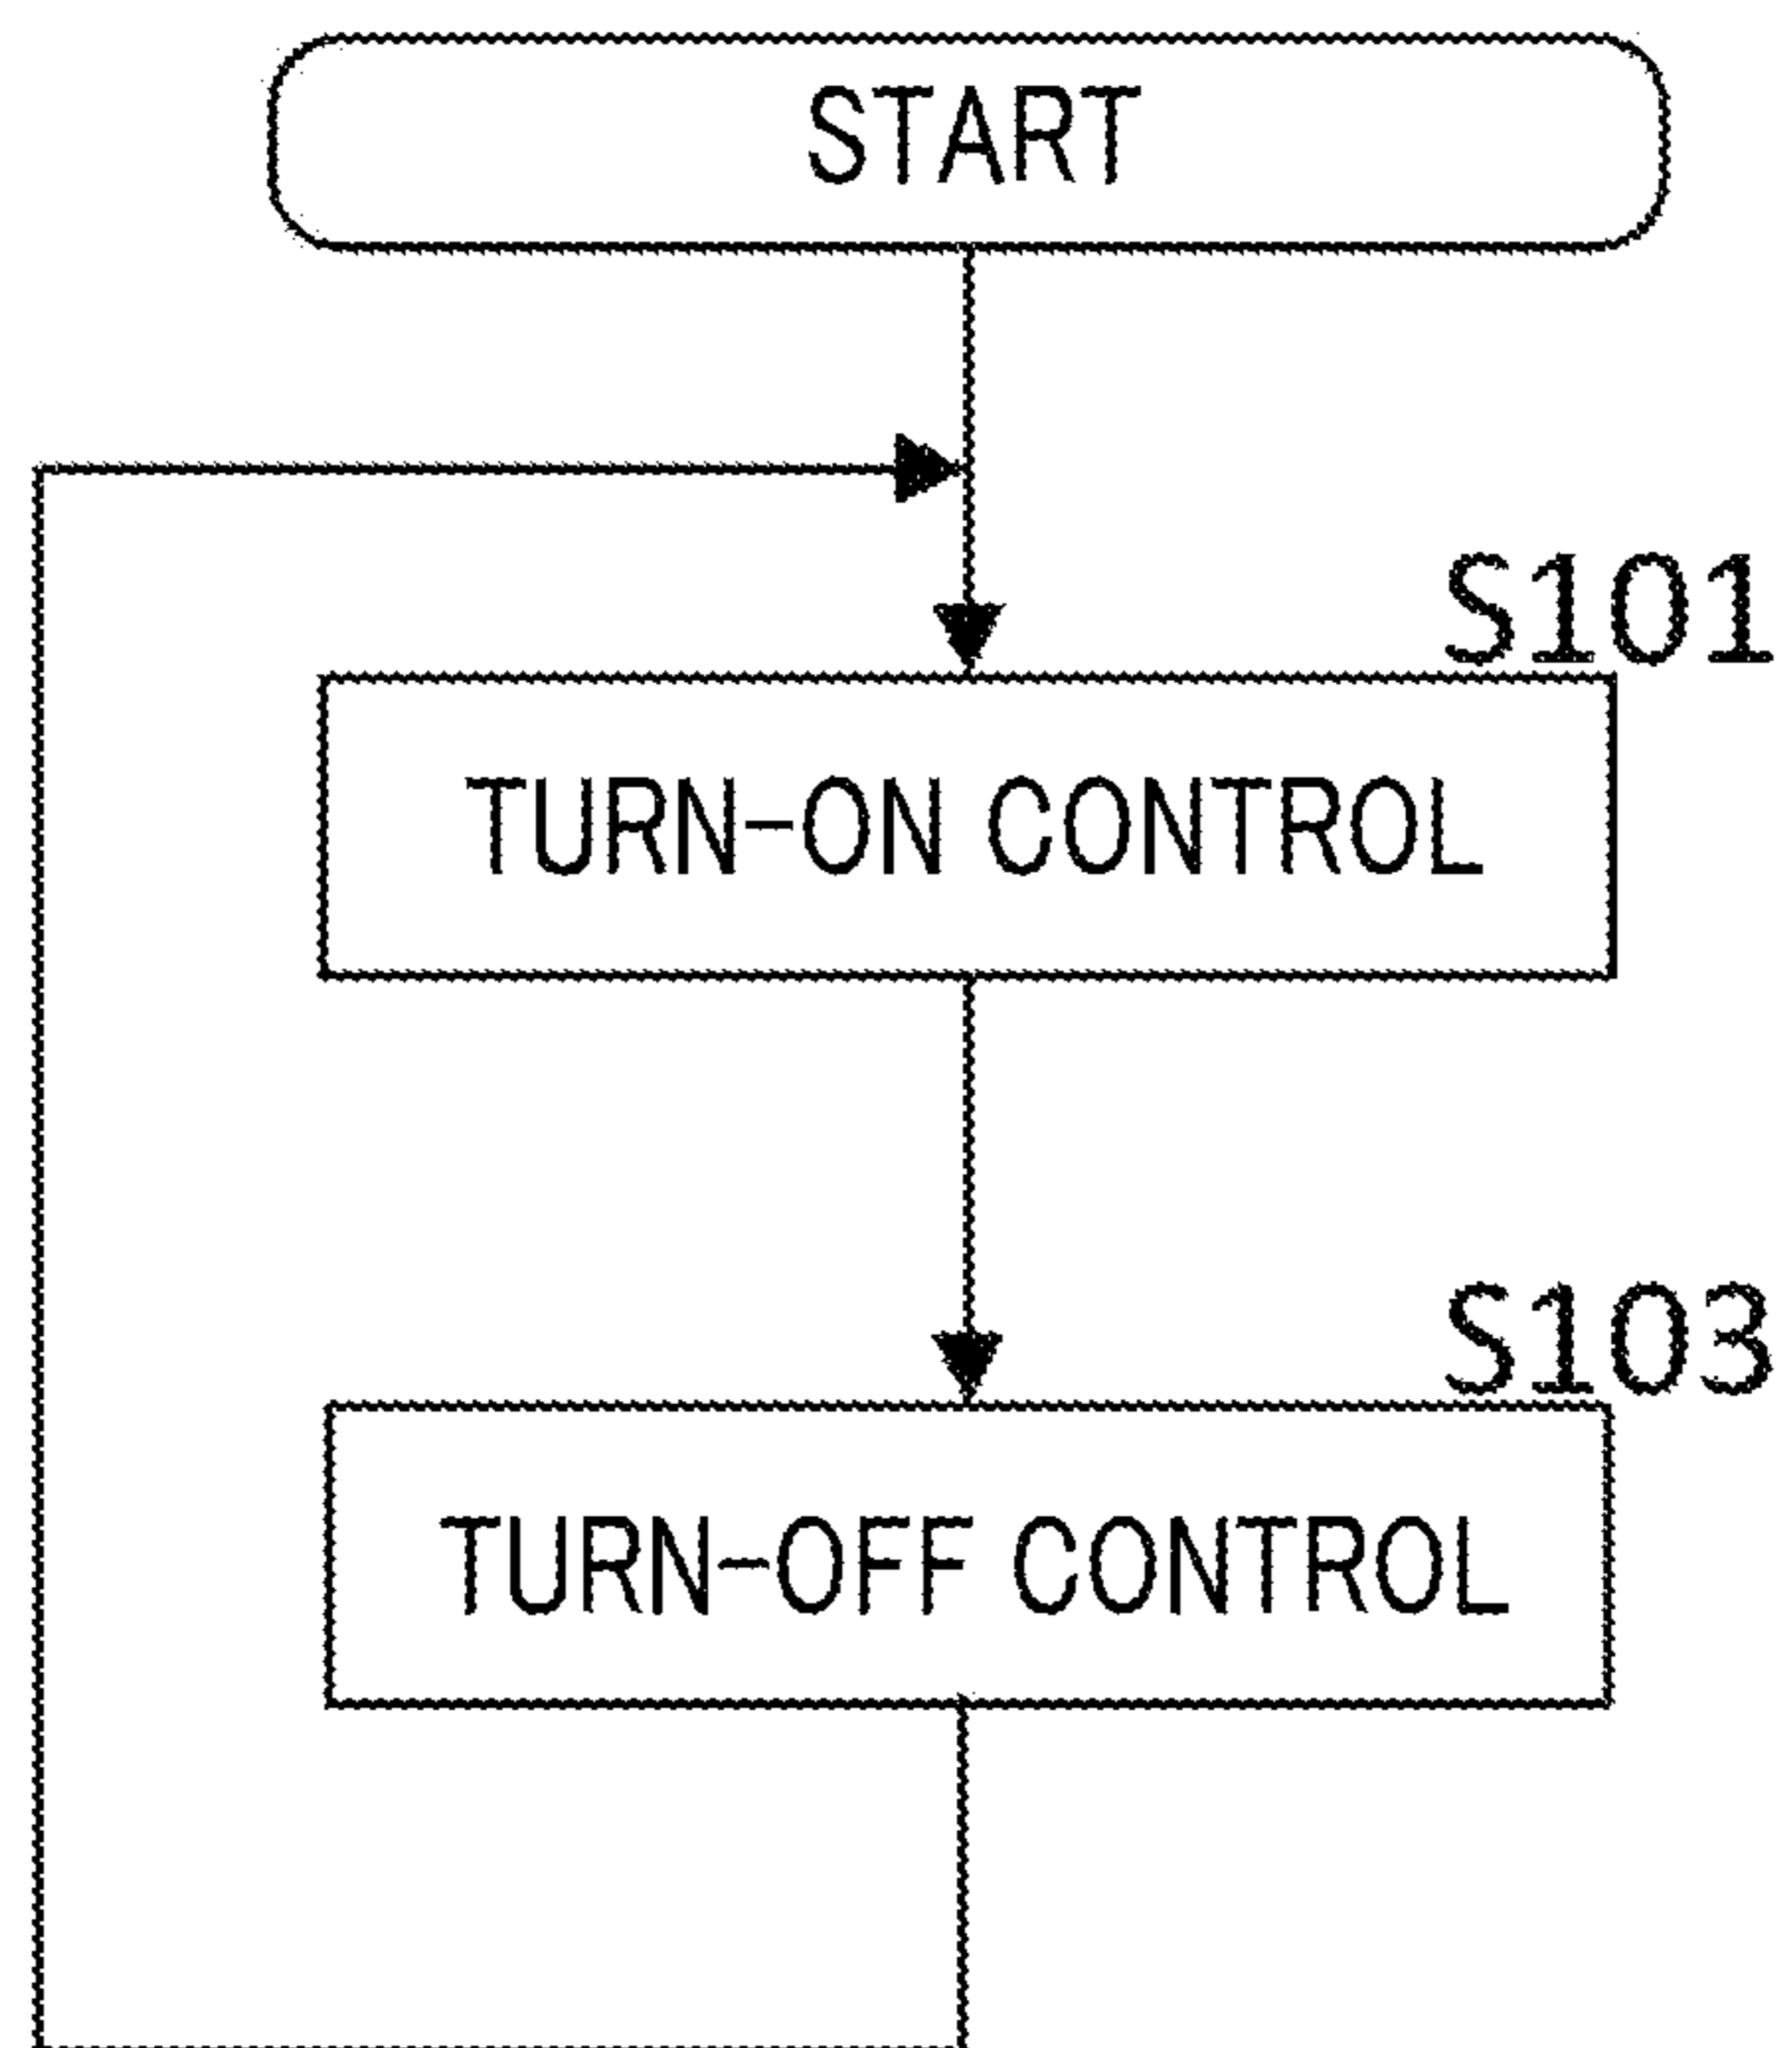 START
S101
TURN-ON CONTROL
S103
TURN-OFF CONTROL